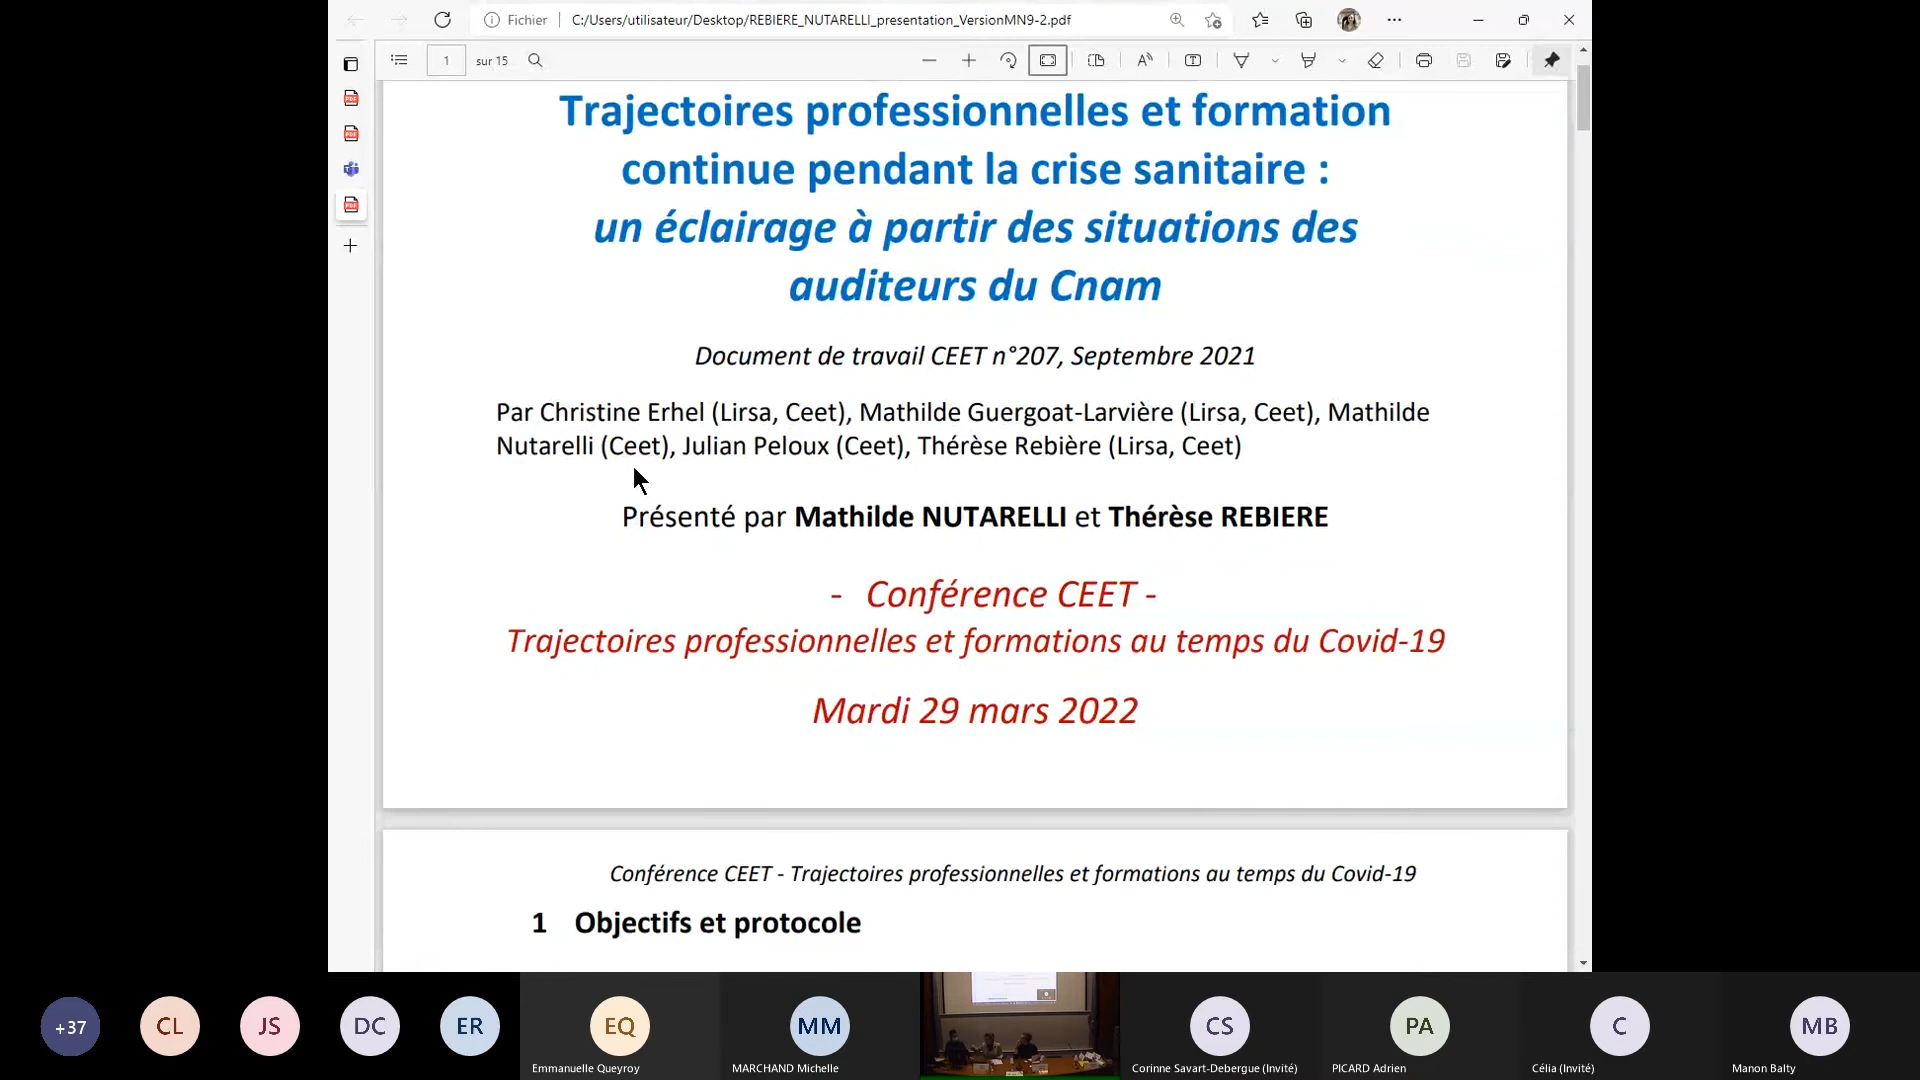 Fichier
C:/Users/utilisateur/Desktop/REBIERE_NUTARELLI_presentation_VersionMN9-2.pdf
1 sur 15
Trajectoires professionnelles et formation
continue pendant la crise sanitaire :
un éclairage à partir des situations des
auditeurs du Cnam
Document de travail CEET n°207, Septembre 2021
Par Christine Erhel (Lirsa, Ceet), Mathilde Guergoat-Larvière (Lirsa, Ceet), Mathilde
Nutarelli (Ceet), Julian Peloux (Ceet), Thérèse Rebière (Lirsa, Ceet)
Présenté par Mathilde NUTARELLI et Thérèse REBIERE
- Conférence CEET -
Trajectoires professionnelles et formations au temps du Covid-19
Mardi 29 mars 2022
Conférence CEET - Trajectoires professionnelles et formations au temps du Covid-19
1 Objectifs et protocole
+37
CL
JS
DC
ER
EQ
MM
CS
PA
C
MB
Emmanuelle Queyroy
MARCHAND Michelle
Corinne Savart-Debergue (Invité)
PICARD Adrien
Célia (Invité)
Manon Balty